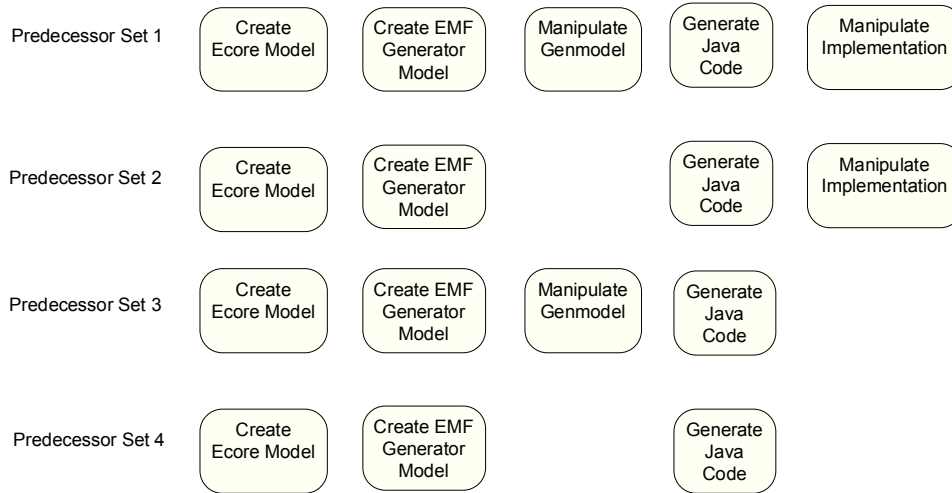 Predecessor Set 1
Create
Ecore Model
Create EMF
Generator
Model
Manipulate
Genmodel
Generate
Java
Code
Manipulate
Implementation
Predecessor Set 2
Create
Ecore Model
Create EMF
Generator
Model
Generate
Java
Code
Manipulate
Implementation
Predecessor Set 3
Create
Ecore Model
Create EMF
Generator
Model
Manipulate
Genmodel
Generate
Java
Code
Predecessor Set 4
Create
Ecore Model
Create EMF
Generator
Model
Generate
Java
Code